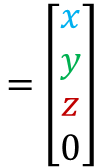 = [x
y
z
0]